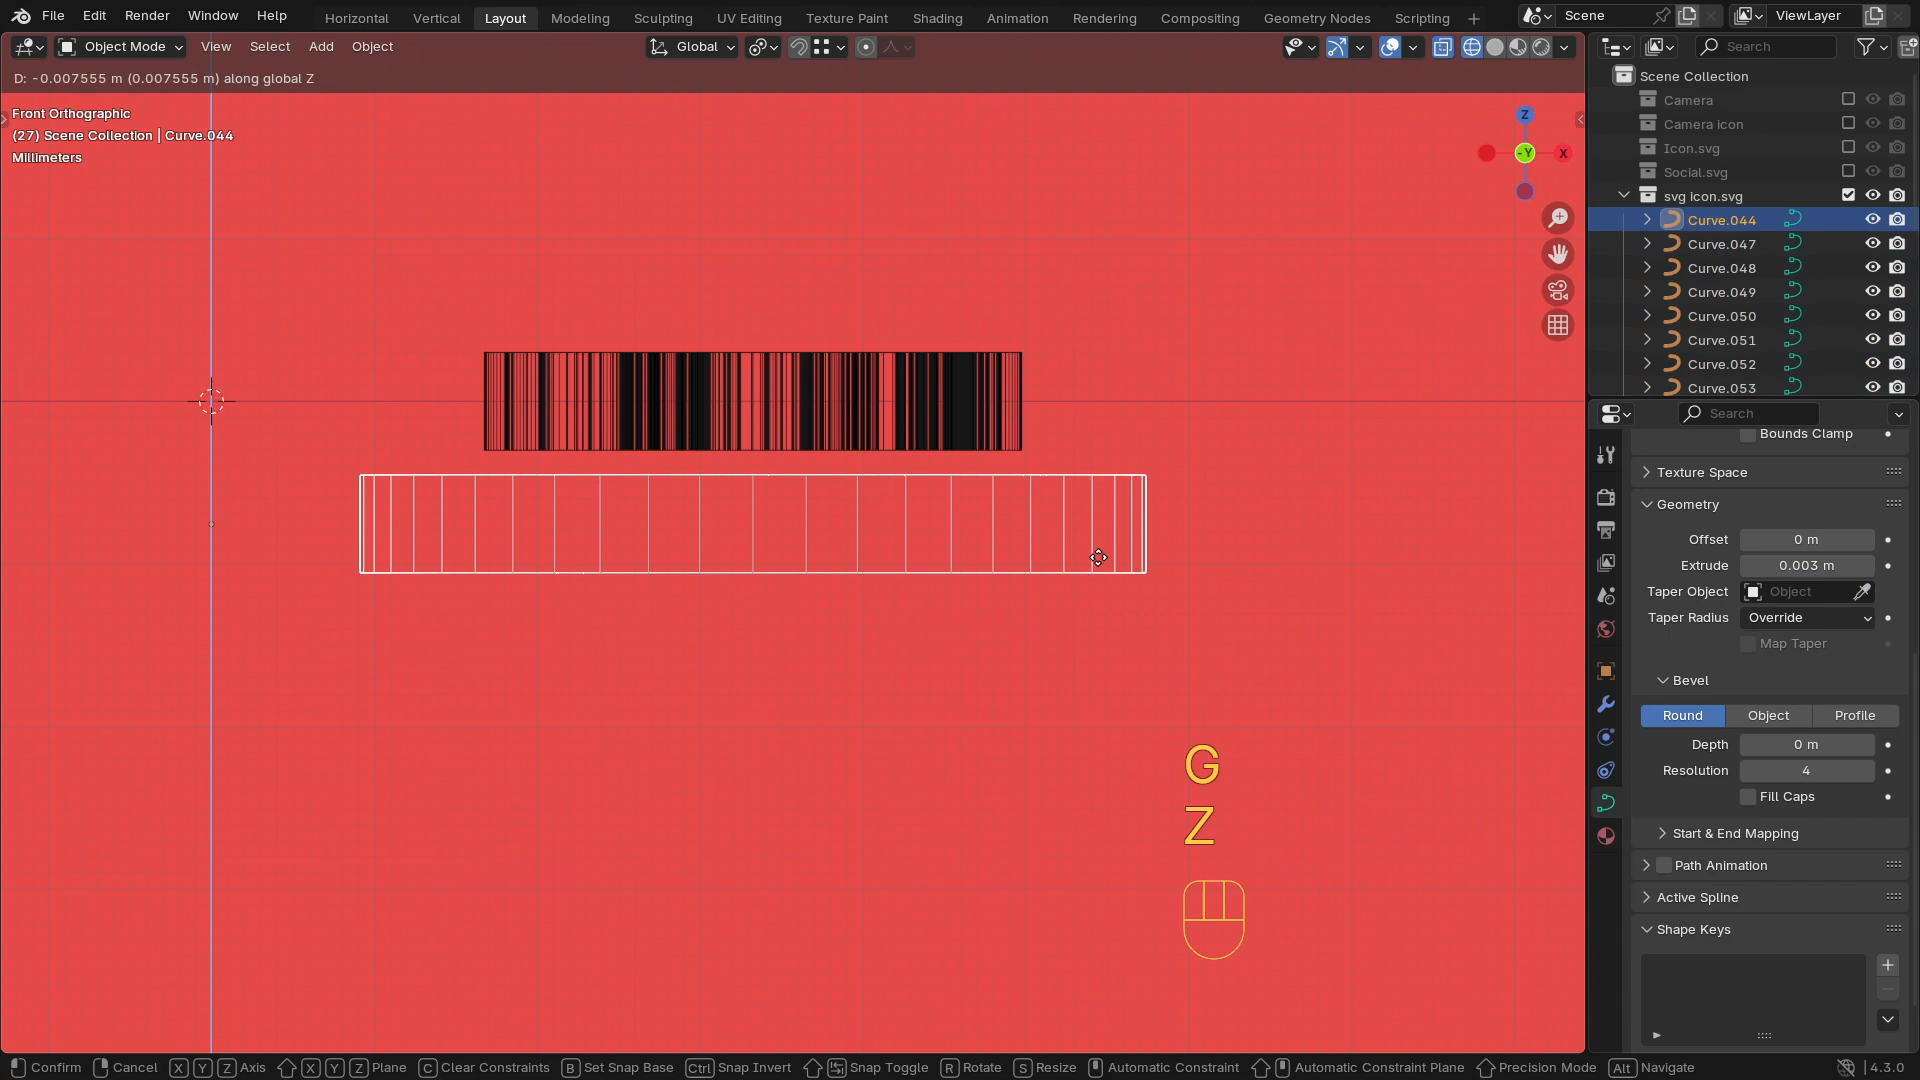 File Edit Render Window Help Horizontal Vertical Layout Modeling Sculpting UV Editing Texture Paint Shading Animation Rendering Compositing Geometry Nodes Scripting + Scene ViewLayer
Object Mode View Select Add Object Global Search
D: -0.007555 m (0.007555 m) along global Z
Front Orthographic
(27) Scene Collection | Curve.044
Millimeters
Z
-Y
X
G
Z
Scene Collection
Camera
Camera icon
Icon.svg
Social.svg
svg icon.svg
Curve.044
Curve.047
Curve.048
Curve.049
Curve.050
Curve.051
Curve.052
Curve.053
Search
Bounds Clamp
Texture Space
Geometry
Offset 0 m
Extrude 0.003 m
Taper Object Object
Taper Radius Override
Map Taper
Bevel
Round Object Profile
Depth 0 m
Resolution 4
Fill Caps
Start & End Mapping
Path Animation
Active Spline
Shape Keys
Confirm Cancel X Y Z Axis X Y Z Plane C Clear Constraints B Set Snap Base Ctrl Snap Invert Snap Toggle R Rotate S Resize Automatic Constraint Automatic Constraint Plane Precision Mode Alt Navigate 4.3.0